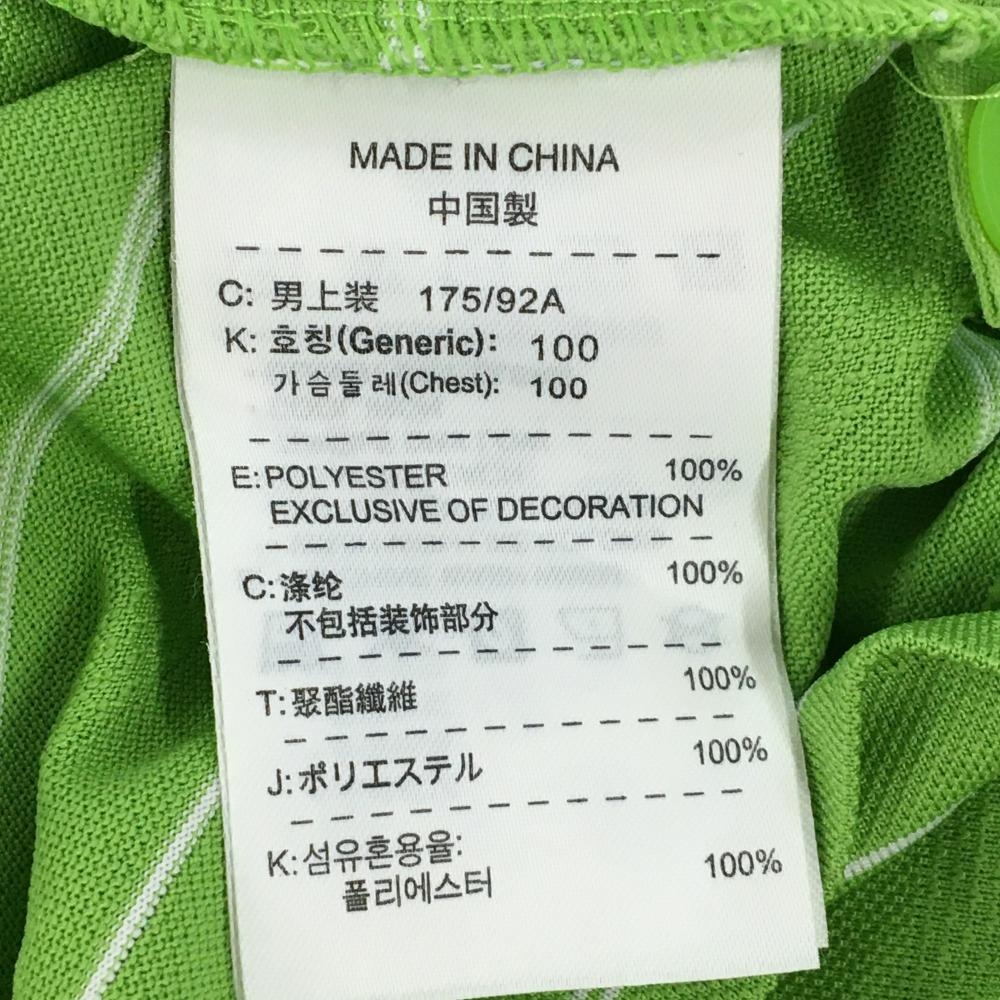 MADE IN CHINA
中国製
C: 男上装 175/92A
K: 호칭(Generic): 100
가슴둘레(Chest): 100
E:POLYESTER 100%
EXCLUSIVE OF DECORATION
C:涤纶 100%
不包括装饰部分
T:聚酯纖維 100%
J:ポリエステル 100%
K:섬유혼용율:
폴리에스터 100%